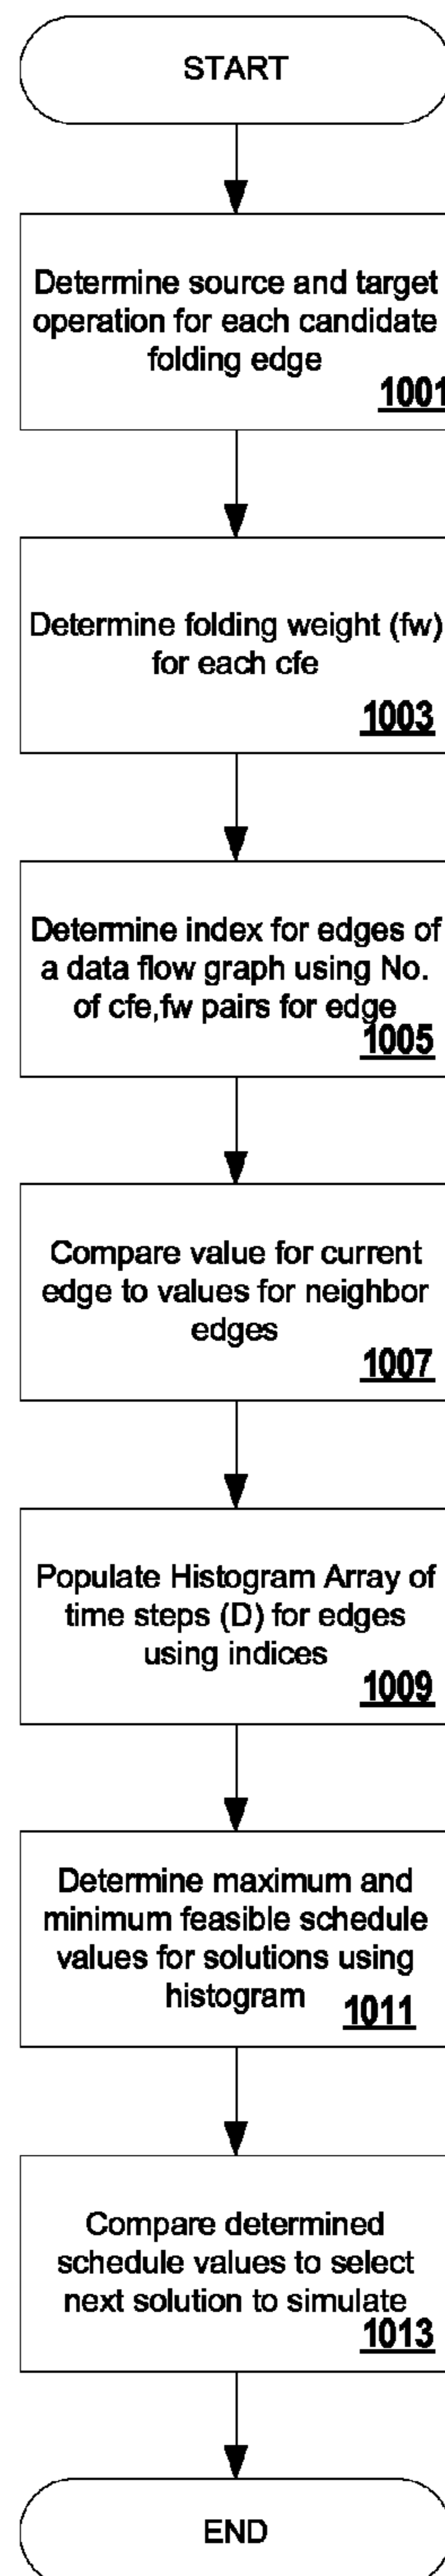 START
Determine source and target
operation for each candidate
folding edge
1001
Determine folding weight (fw)
for each cfe
1003
Determine index for edges of
a data flow graph using No.
of cfe,fw pairs for edge
1005
Compare value for current
edge to values for neighbor
edges
1007
Populate Histogram Array of
time steps (D) for edges
using indices
1009
Determine maximum and
minimum feasible schedule
values for solutions using
histogram
1011
Compare determined
schedule values to select
next solution to simulate
1013
END